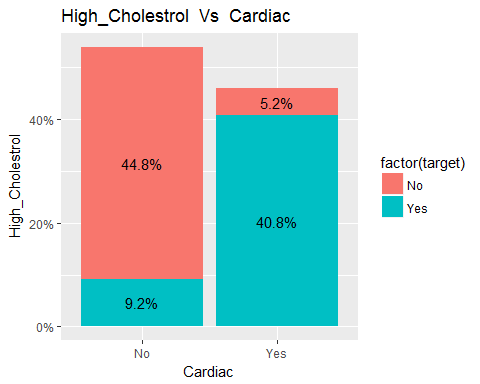 High_Cholestrol Vs Cardiac
High_Cholestrol
40%
20%
0%
44.8%
9.2%
5.2%
40.8%
No
Yes
Cardiac
factor(target)
No
Yes